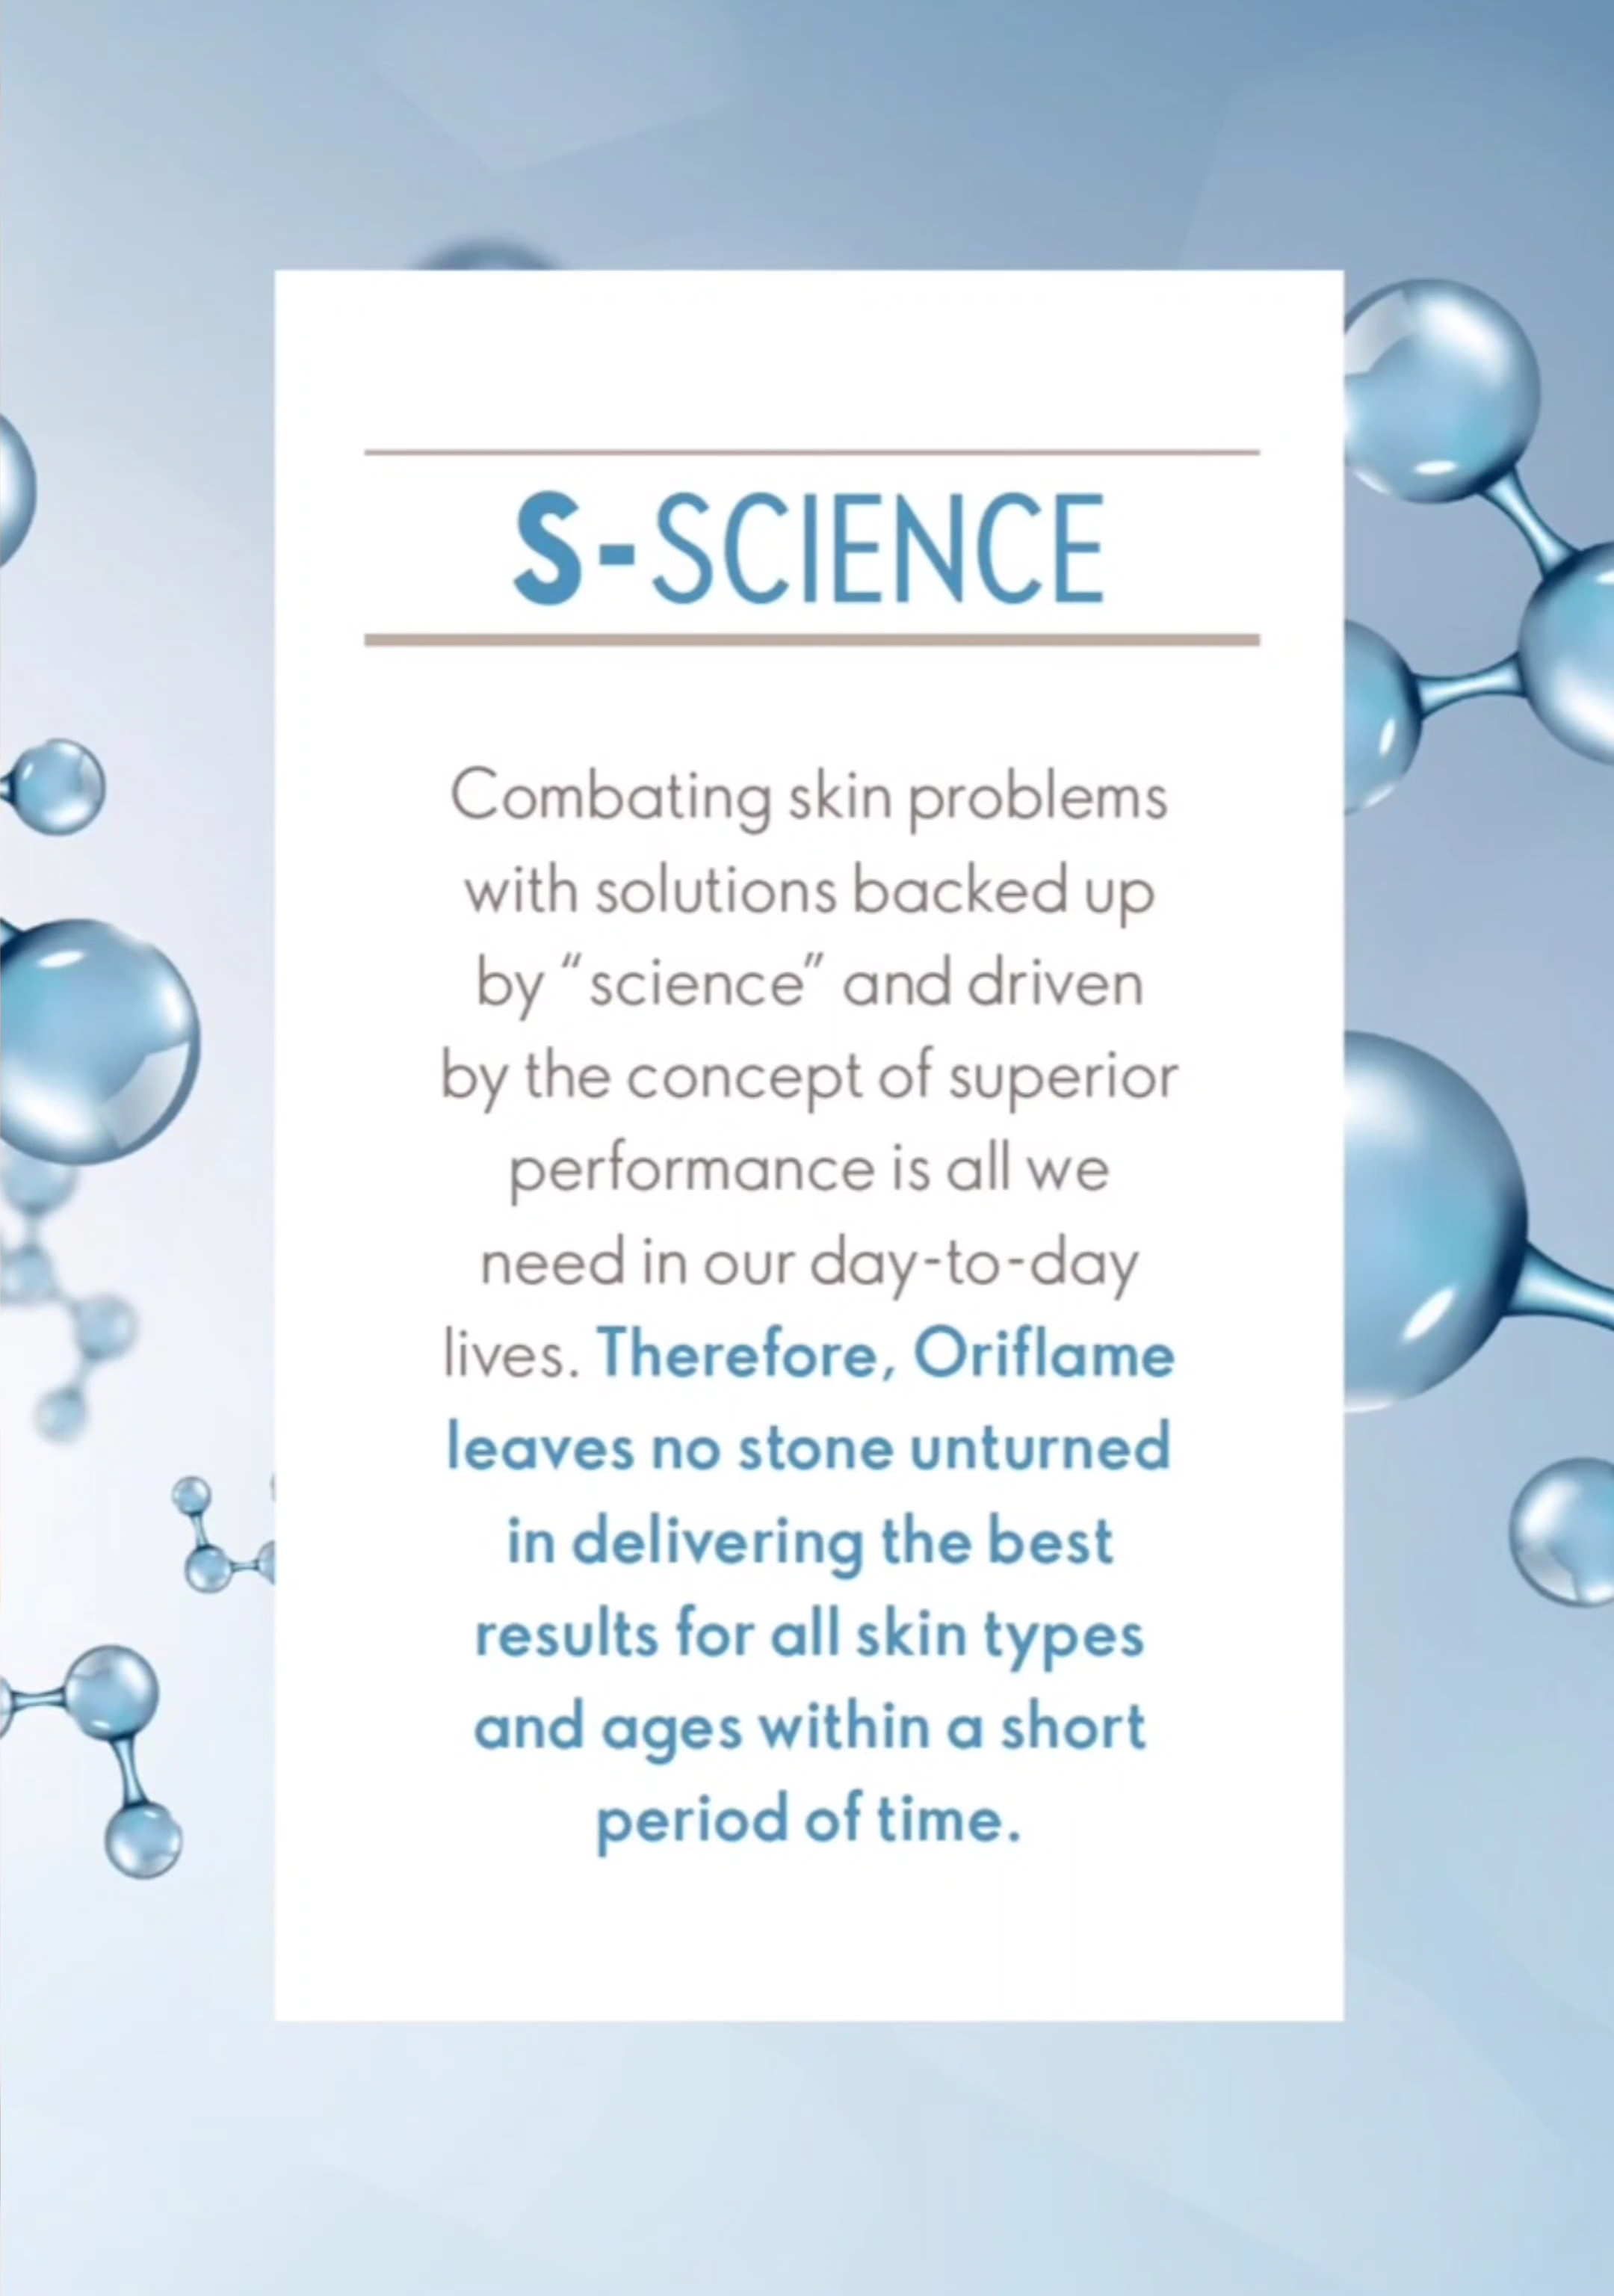 S-SCIENCE
Combating skin problems
with solutions backed up
by “science” and driven
by the concept of superior
performance is all we
need in our day-to-day
lives. Therefore, Oriflame
leaves no stone unturned
in delivering the best
results for all skin types
and ages within a short
period of time.